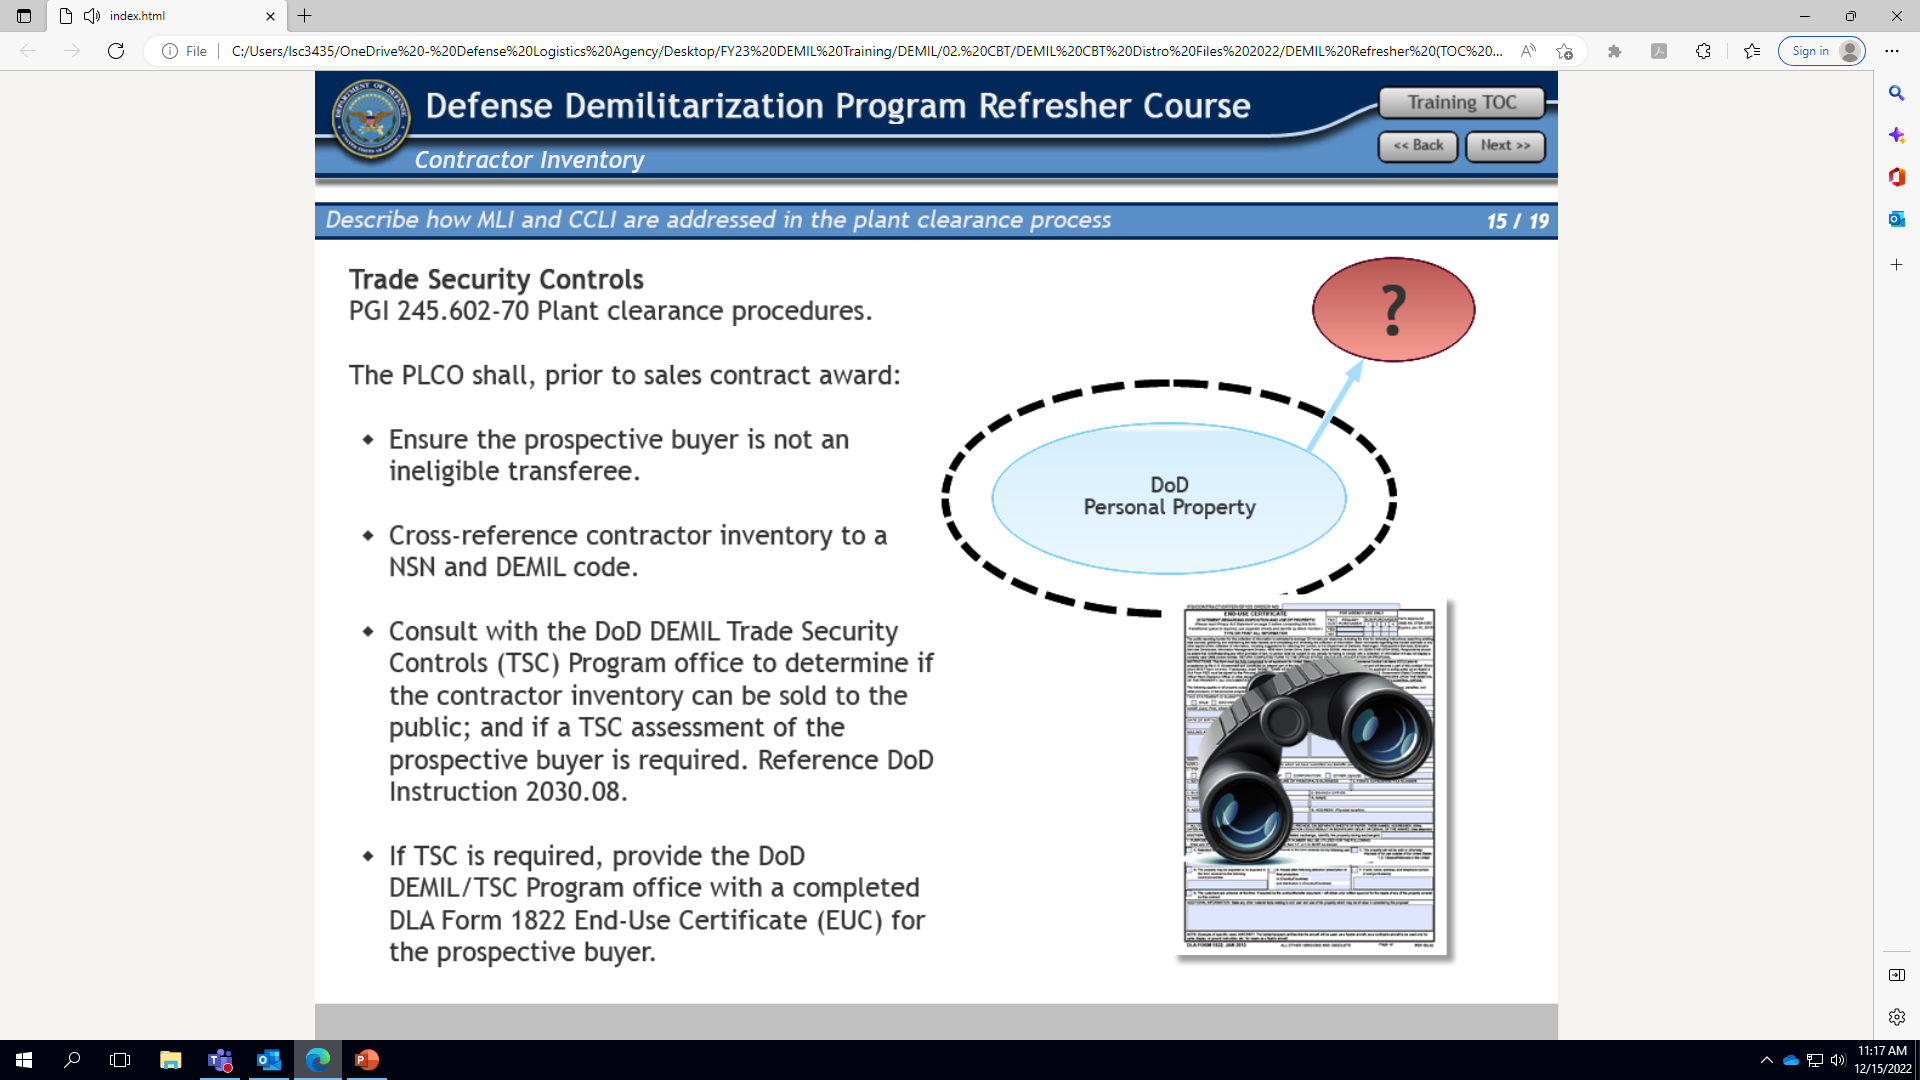 index.html
File
C:/Users/lsc3435/OneDrive%20-%20Defense%20Logistics%20Agency/Desktop/FY23%20DEMIL%20Training/DEMIL/02.%20CBT/DEMIL%20CBT%20Distro%20Files%202022/DEMIL%20Refresher%20(TOC%20...
Sign in
Defense Demilitarization Program Refresher Course
Training TOC
<< Back
Next >>
Contractor Inventory
Describe how MLI and CCLI are addressed in the plant clearance process
15 / 19
Trade Security Controls
PGI 245.602-70 Plant clearance procedures.
The PLCO shall, prior to sales contract award:
◆ Ensure the prospective buyer is not an
ineligible transferee.
◆ Cross-reference contractor inventory to a
NSN and DEMIL code.
◆ Consult with the DoD DEMIL Trade Security
Controls (TSC) Program office to determine if
the contractor inventory can be sold to the
public; and if a TSC assessment of the
prospective buyer is required. Reference DoD
Instruction 2030.08.
◆ If TSC is required, provide the DoD
DEMIL/TSC Program office with a completed
DLA Form 1822 End-Use Certificate (EUC) for
the prospective buyer.
?
DoD
Personal Property
END-USE CERTIFICATE
DLA FORM 1822, JAN 2013
11:17 AM
12/15/2022